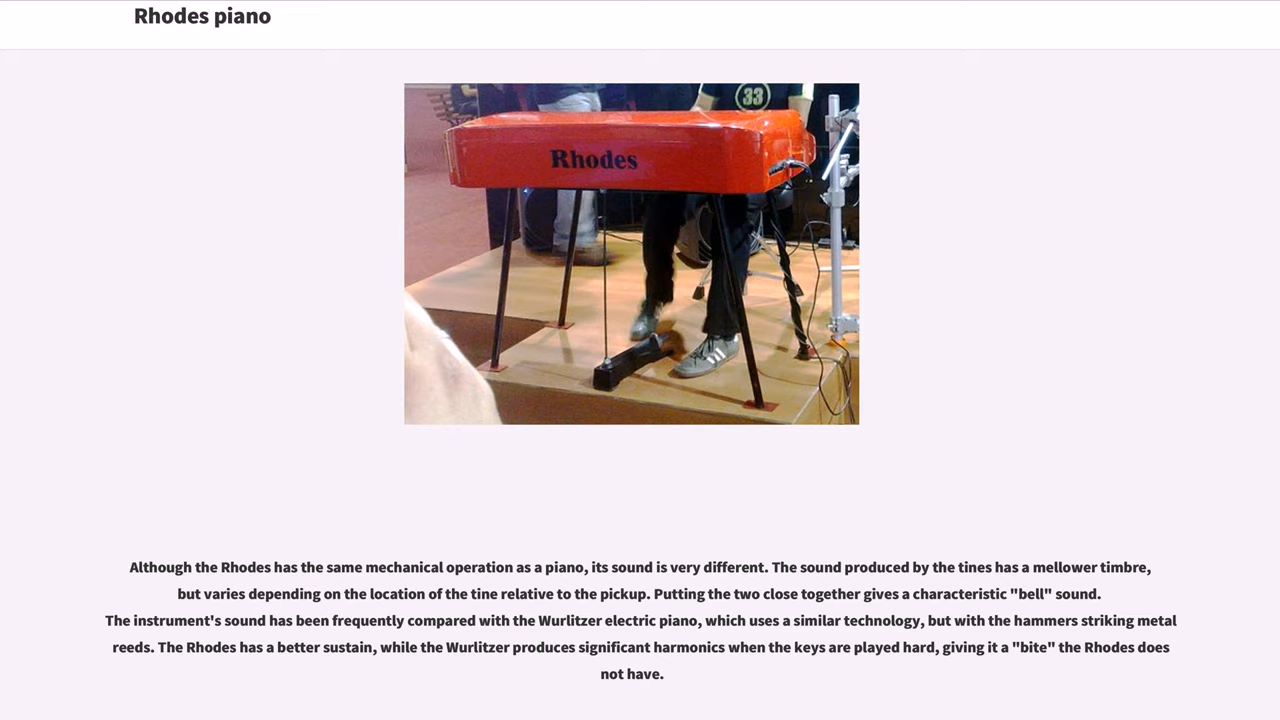 Rhodes piano
33
Rhodes
Although the Rhodes has the same mechanical operation as a piano, its sound is very different. The sound produced by the tines has a mellower timbre,
but varies depending on the location of the tine relative to the pickup. Putting the two close together gives a characteristic "bell" sound.
The instrument's sound has been frequently compared with the Wurlitzer electric piano, which uses a similar technology, but with the hammers striking metal
reeds. The Rhodes has a better sustain, while the Wurlitzer produces significant harmonics when the keys are played hard, giving it a "bite" the Rhodes does
not have.